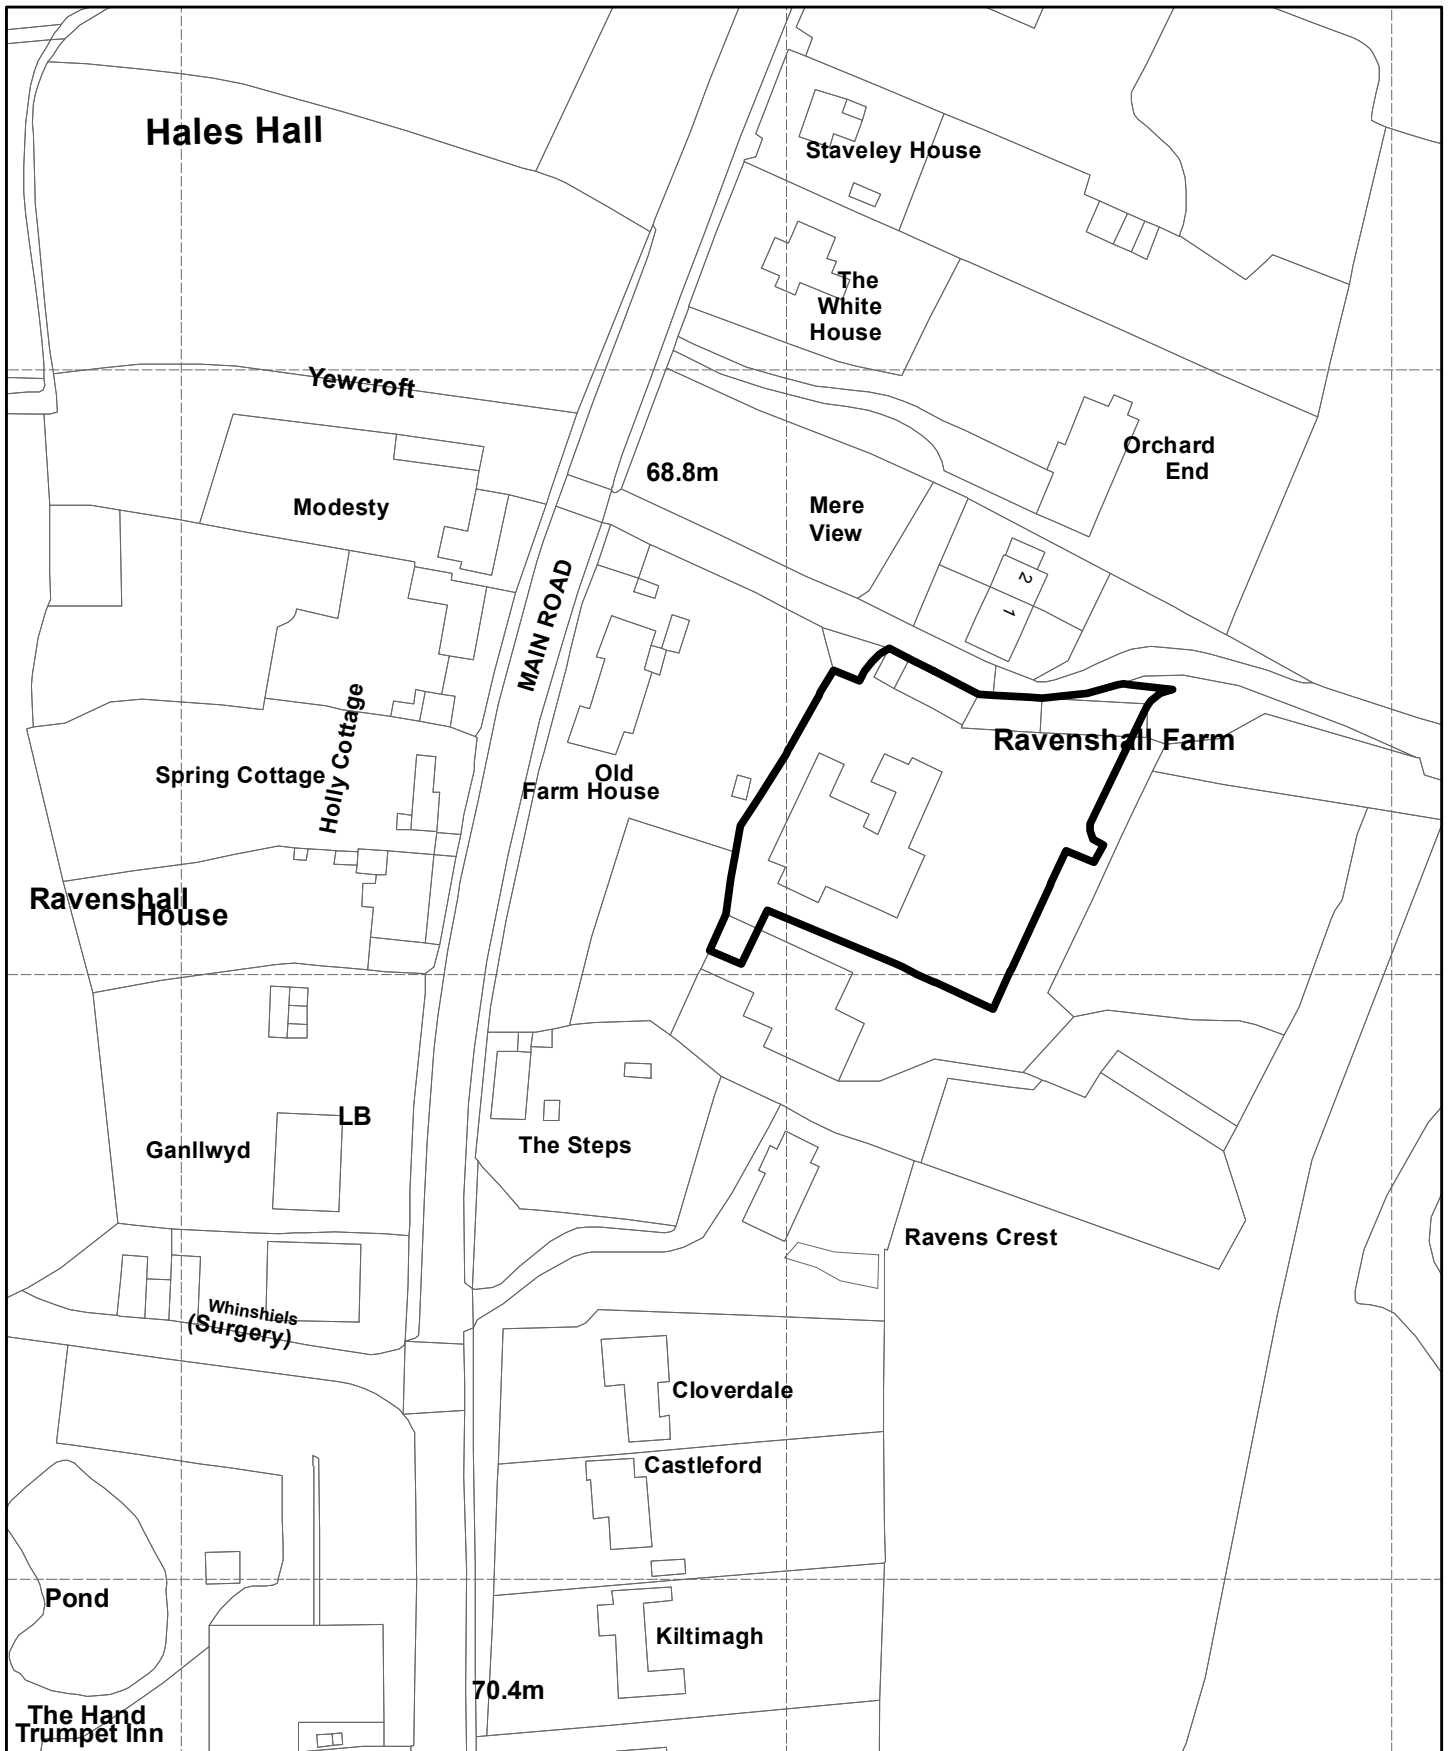 Hales Hall
Staveley House
The
White
House
Yewcroft
Orchard
End
68.8m
Modesty
Mere
View
2
1
MAIN ROAD
Ravenshall Farm
Holly Cottage
Spring Cottage
Old
Farm House
Ravenshall
House
LB
Ganllwyd
The Steps
Ravens Crest
Whinshiels
(Surgery)
Cloverdale
Castleford
Pond
Kiltimagh
70.4m
The Hand
Trumpet Inn